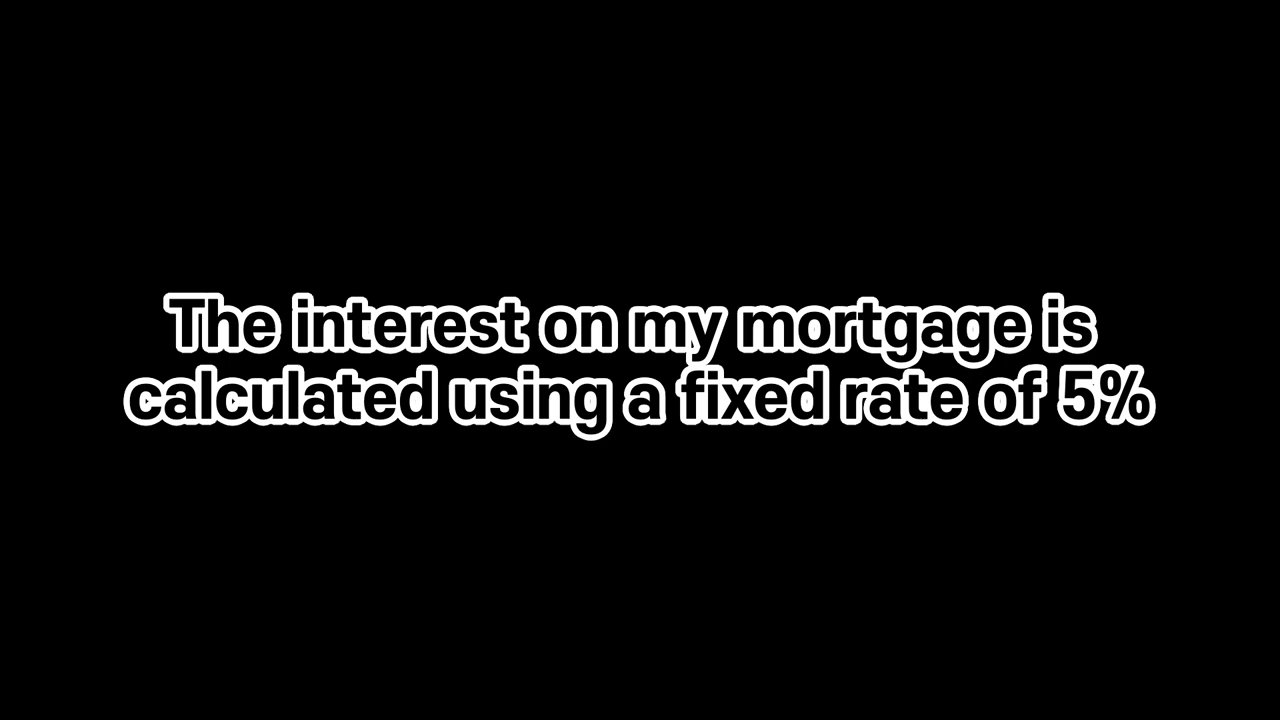 The interest on my mortgage is
calculated using a fixed rate of 5%